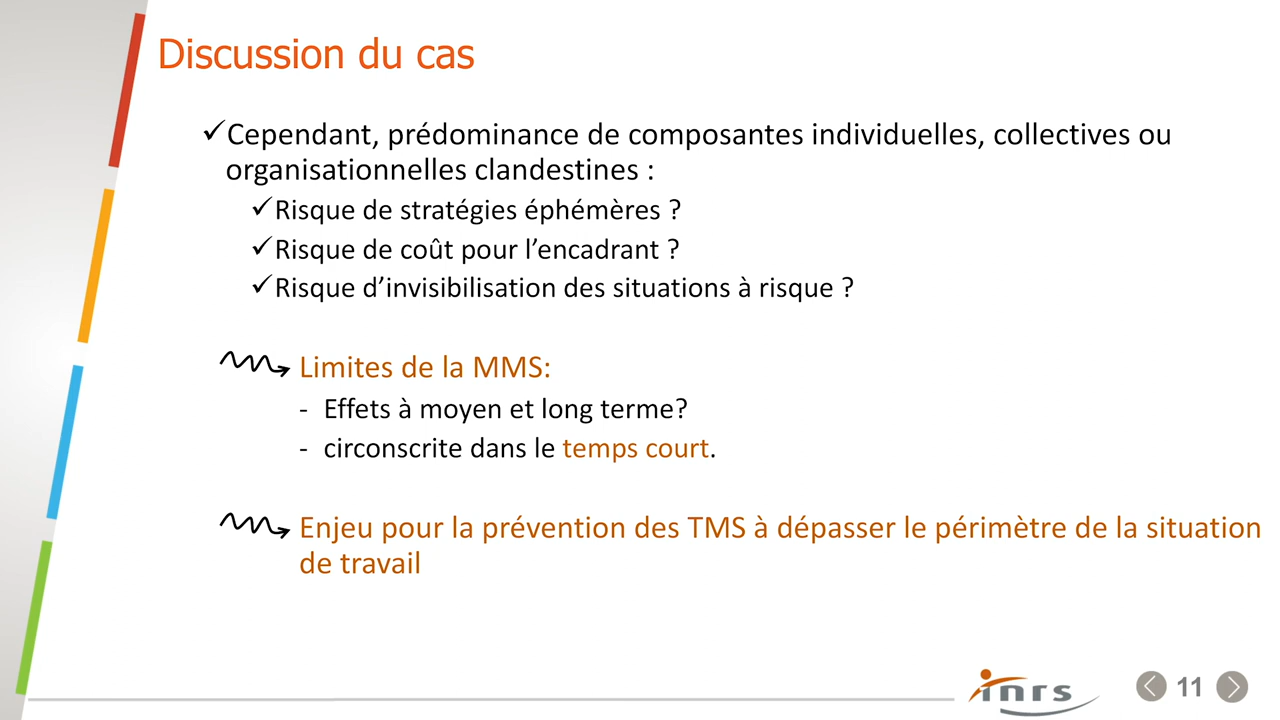 Discussion du cas
✓Cependant, prédominance de composantes individuelles, collectives ou
organisationnelles clandestines :
✓Risque de stratégies éphémères ?
✓Risque de coût pour l’encadrant ?
✓Risque d’invisibilisation des situations à risque ?
Limites de la MMS:
- Effets à moyen et long terme?
- circonscrite dans le temps court.
Enjeu pour la prévention des TMS à dépasser le périmètre de la situation
de travail
inrs
11